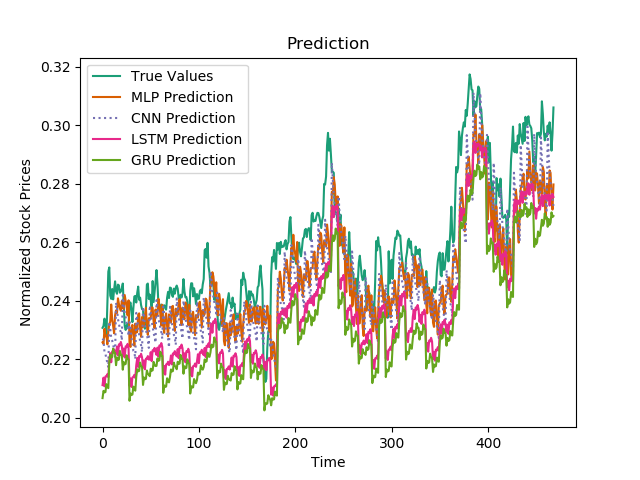 Prediction
True Values
MLP Prediction
CNN Prediction
LSTM Prediction
GRU Prediction
Normalized Stock Prices
0.32
0.30
0.28
0.26
0.24
0.22
0.20
0
100
200
300
400
Time